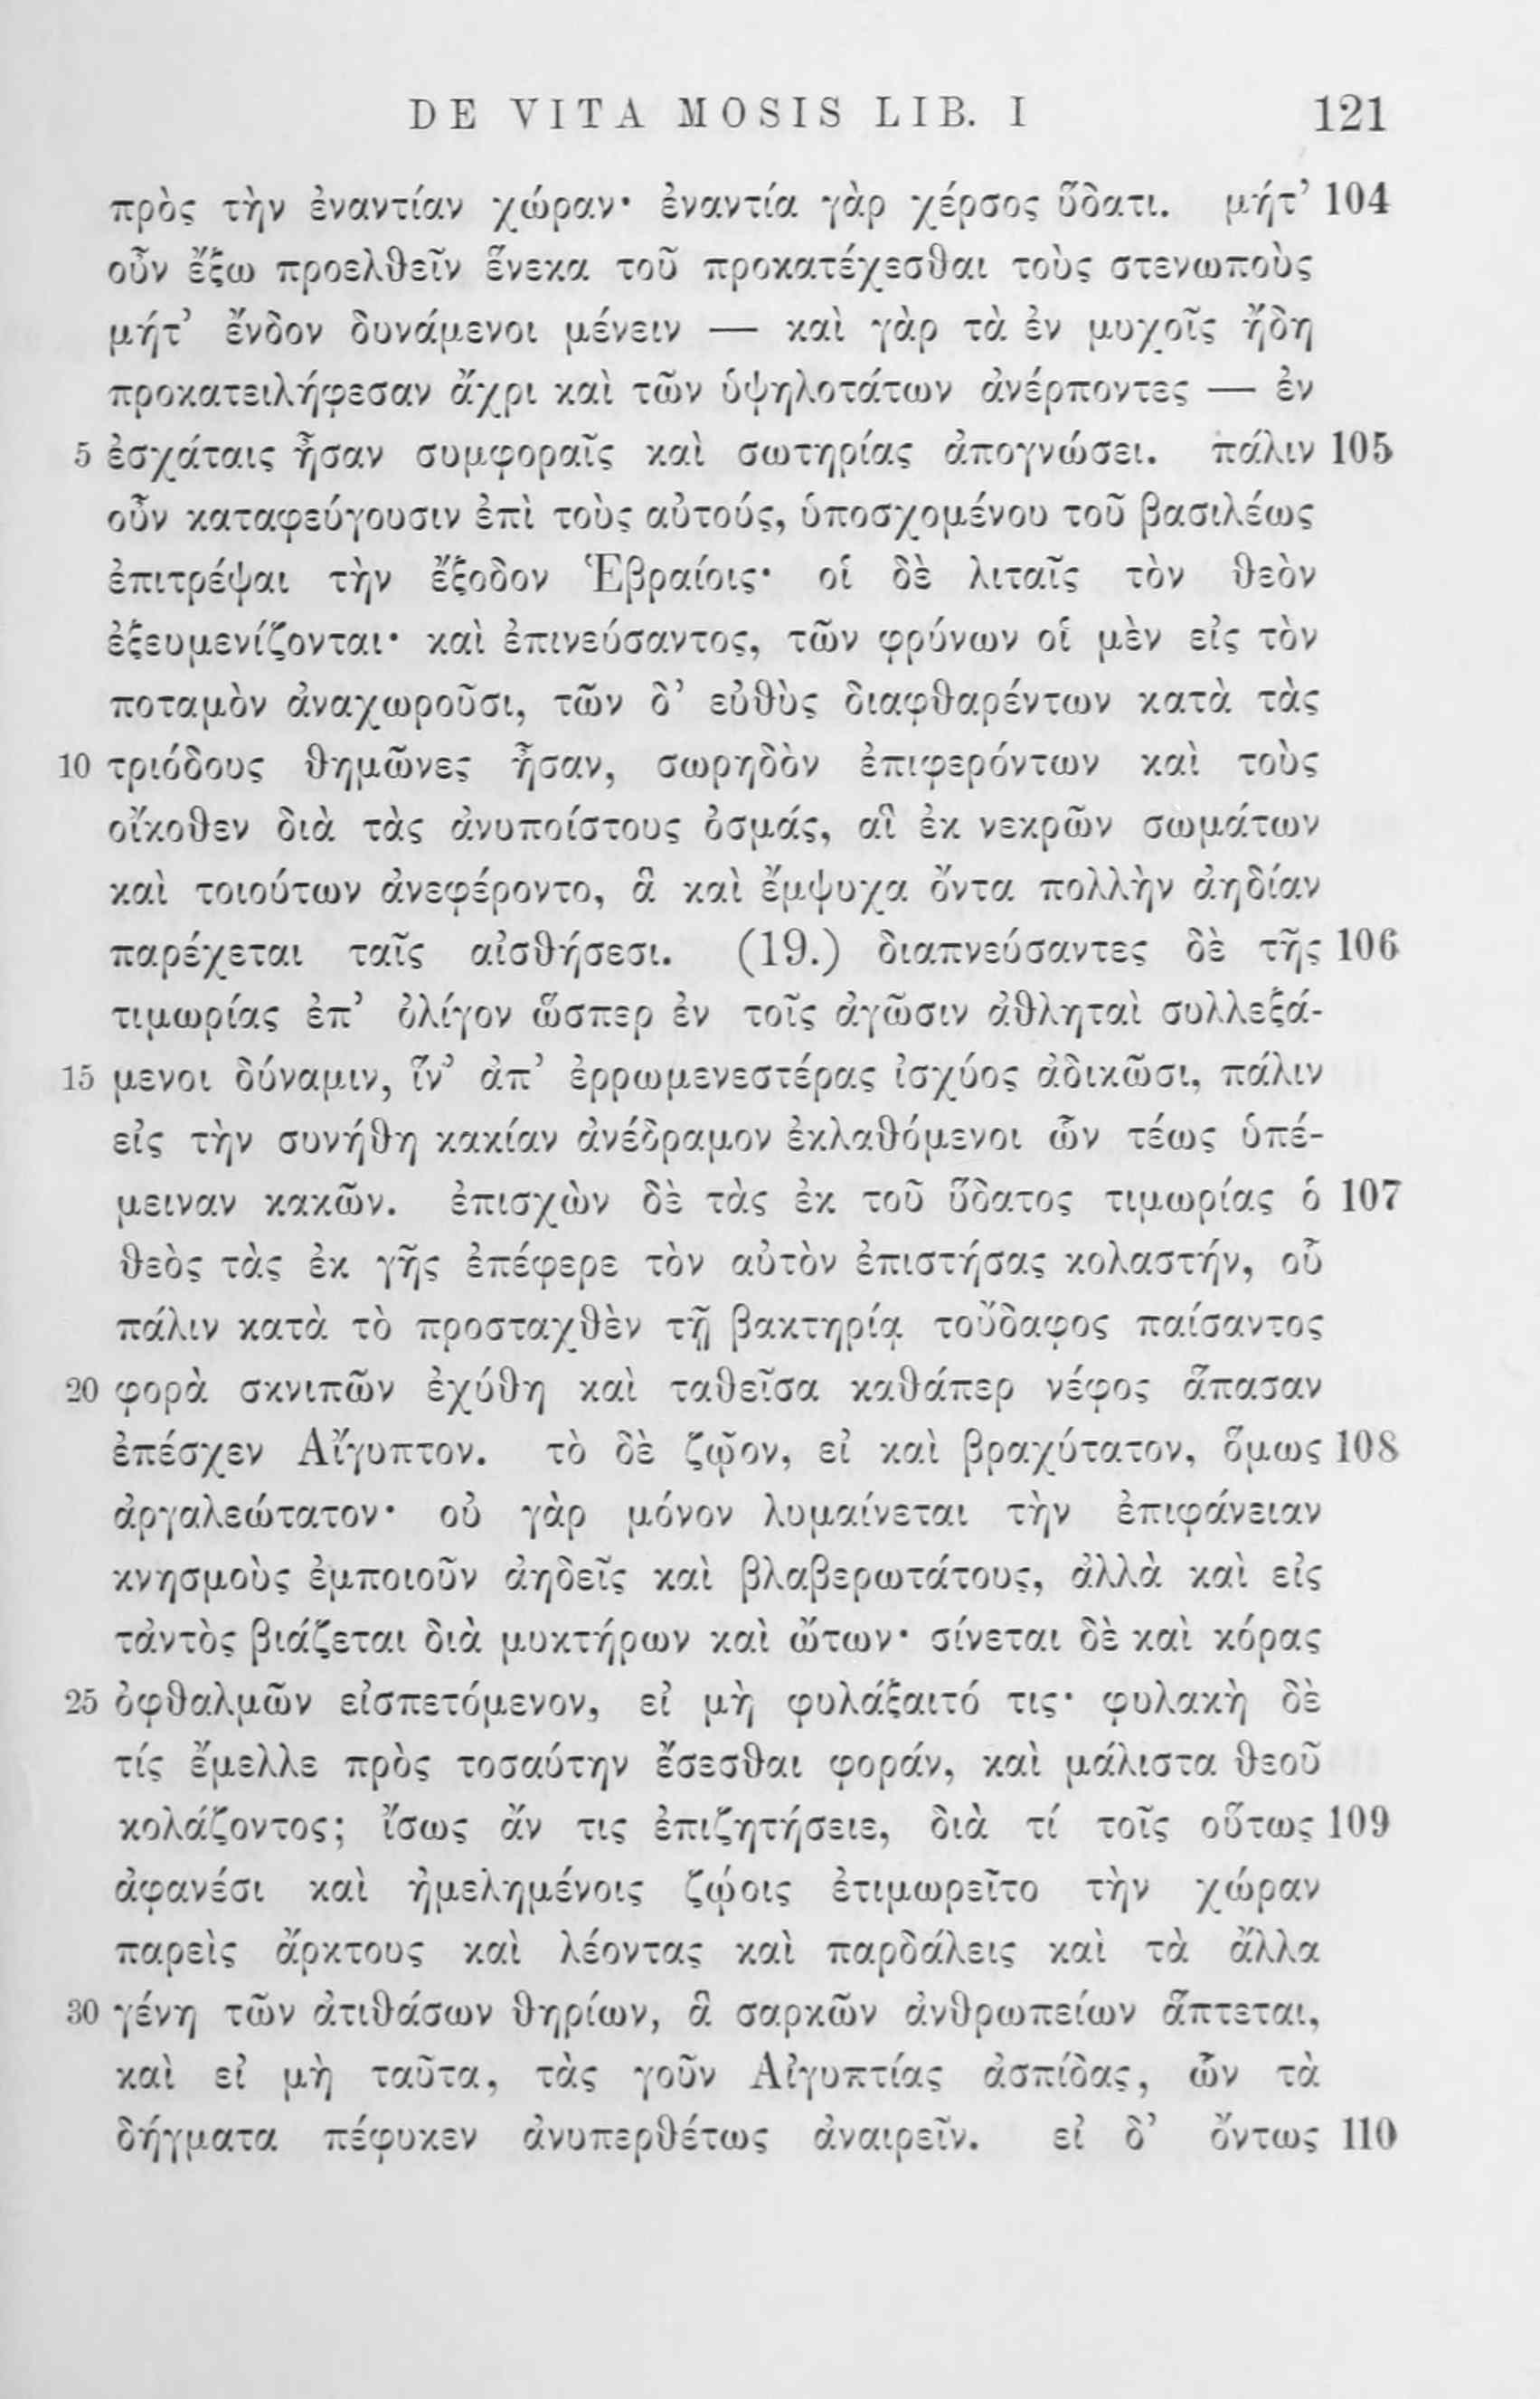 DE VITA MOSIS LIB. I 121
πρὸς τὴν ἐναντίαν χώραν· ἐναντία γὰρ χέρσος ὕδατι. μήτ’ 104
οὖν ἔξω προελθεῖν ἕνεκα τοῦ προκατέχεσθαι τοὺς στενωποὺς
μήτ’ ἔνδον δυνάμενοι μένειν — καὶ γὰρ τὰ ἐν μυχοῖς ἤδη
προκατειλήφεσαν ἄχρι καὶ τῶν ὑψηλοτάτων ἀνέρποντες — ἐν
5 ἐσχάταις ἦσαν συμφοραῖς καὶ σωτηρίας ἀπογνώσει. πάλιν 105
οὖν καταφεύγουσιν ἐπὶ τοὺς αὐτούς, ὑποσχομένου τοῦ βασιλέως
ἐπιτρέψαι τὴν ἔξοδον Ἑβραίοις· οἱ δὲ λιταῖς τὸν θεὸν
ἐξευμενίζονται· καὶ ἐπινεύσαντος, τῶν φρύνων οἱ μὲν εἰς τὸν
ποταμὸν ἀναχωροῦσι, τῶν δ’ εὐθὺς διαφθαρέντων κατὰ τὰς
10 τριόδους θημῶνες ἦσαν, σωρηδὸν ἐπιφερόντων καὶ τοὺς
οἴκοθεν διὰ τὰς ἀνυποίστους ὀσμάς, αἳ ἐκ νεκρῶν σωμάτων
καὶ τοιούτων ἀνεφέροντο, ἃ καὶ ἔμψυχα ὄντα πολλὴν ἀηδίαν
παρέχεται ταῖς αἰσθήσεσι. (19.) διαπνεύσαντες δὲ τῆς 106
τιμωρίας ἐπ’ ὀλίγον ὥσπερ ἐν τοῖς ἀγῶσιν ἀθληταὶ συλλεξά-
15 μενοι δύναμιν, ἵν’ ἀπ’ ἐρρωμενεστέρας ἰσχύος ἀδικῶσι, πάλιν
εἰς τὴν συνήθη κακίαν ἀνέδραμον ἐκλαθόμενοι ὧν τέως ὑπέ-
μειναν κακῶν. ἐπισχὼν δὲ τὰς ἐκ τοῦ ὕδατος τιμωρίας ὁ 107
θεὸς τὰς ἐκ γῆς ἐπέφερε τὸν αὐτὸν ἐπιστήσας κολαστήν, οὗ
πάλιν κατὰ τὸ προσταχθὲν τῇ βακτηρίᾳ τοὔδαφος παίσαντος
20 φορὰ σκνιπῶν ἐχύθη καὶ ταθεῖσα καθάπερ νέφος ἅπασαν
ἐπέσχεν Αἴγυπτον. τὸ δὲ ζῷον, εἰ καὶ βραχύτατον, ὅμως 108
ἀργαλεώτατον· οὐ γὰρ μόνον λυμαίνεται τὴν ἐπιφάνειαν
κνησμοὺς ἐμποιοῦν ἀηδεῖς καὶ βλαβερωτάτους, ἀλλὰ καὶ εἰς
τἀντὸς βιάζεται διὰ μυκτήρων καὶ ὤτων· σίνεται δὲ καὶ κόρας
25 ὀφθαλμῶν εἰσπετόμενον, εἰ μὴ φυλάξαιτό τις· φυλακὴ δὲ
τίς ἔμελλε πρὸς τοσαύτην ἔσεσθαι φοράν, καὶ μάλιστα θεοῦ
κολάζοντος; ἴσως ἄν τις ἐπιζητήσειε, διὰ τί τοῖς οὕτως 109
ἀφανέσι καὶ ἠμελημένοις ζῴοις ἐτιμωρεῖτο τὴν χώραν
παρεὶς ἄρκτους καὶ λέοντας καὶ παρδάλεις καὶ τὰ ἄλλα
30 γένη τῶν ἀτιθάσων θηρίων, ἃ σαρκῶν ἀνθρωπείων ἅπτεται,
καὶ εἰ μὴ ταῦτα, τὰς γοῦν Αἰγυπτίας ἀσπίδας, ὧν τὰ
δήγματα πέφυκεν ἀνυπερθέτως ἀναιρεῖν. εἰ δ’ ὄντως 110